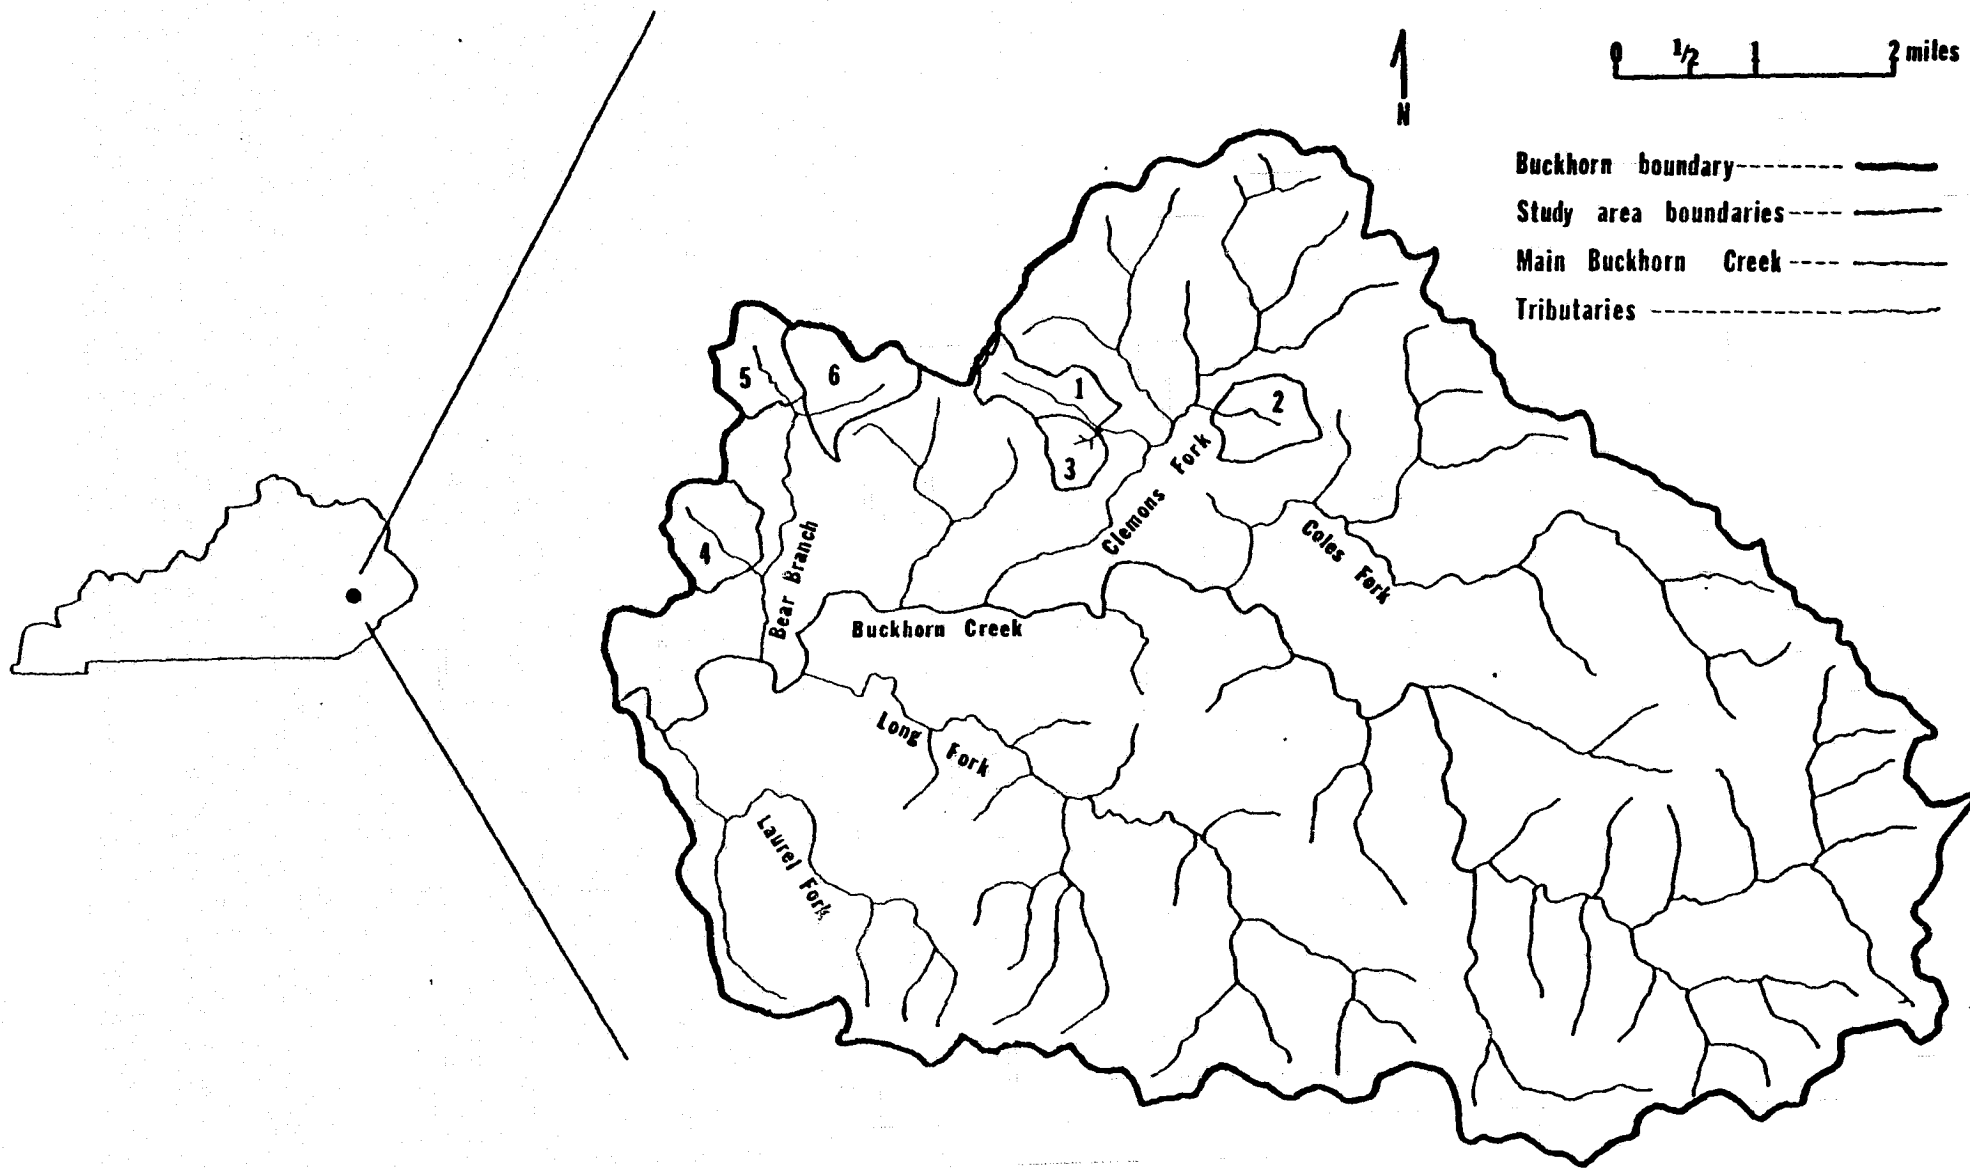 0 1/2 1 2 miles
N
Buckhorn boundary
Study area boundaries
Main Buckhorn Creek
Tributaries
5
6
1
2
3
4
Clemons Fork
Coles Fork
Bear Branch
Buckhorn Creek
Long Fork
Laurel Fork